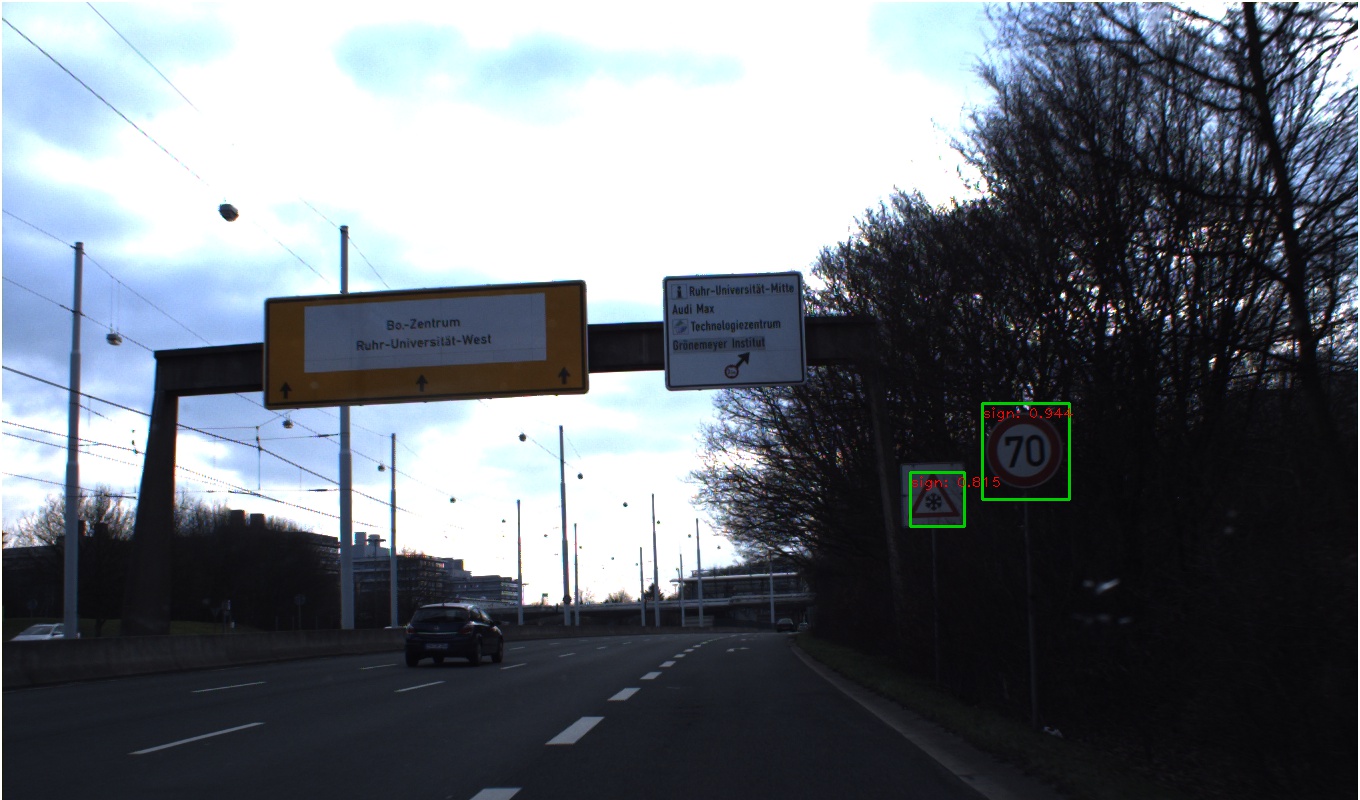 Bo.-Zentrum
Ruhr-Universität-West
i Ruhr-Universität-Mitte
Audi Max
Technologiezentrum
Grönemeyer Institut
sign: 0.944
70
sign: 0.815